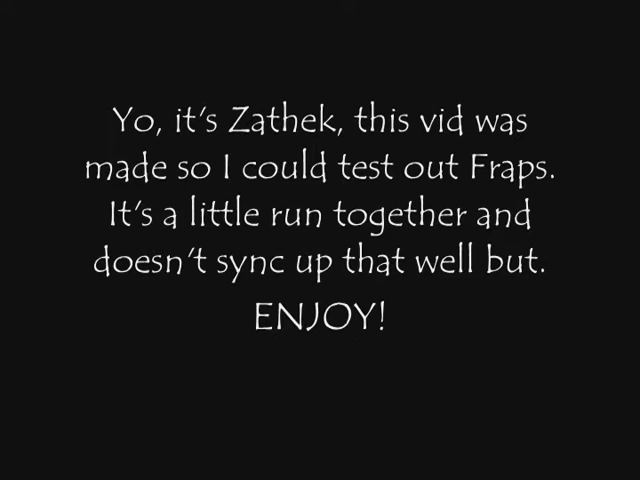 Yo, it's Zathek, this vid was
made so I could test out Fraps.
It's a little run together and
doesn't sync up that well but.
ENJOY!